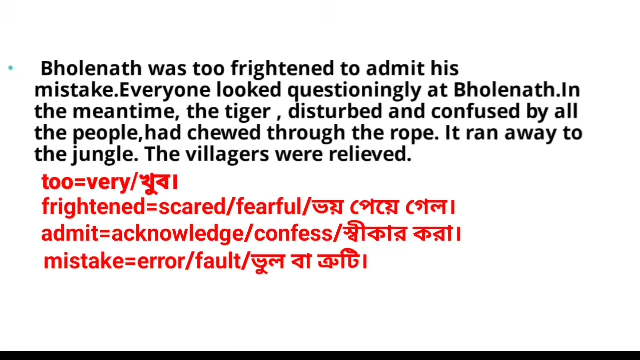 Bholenath was too frightened to admit his
mistake.Everyone looked questioningly at Bholenath.In
the meantime, the tiger , disturbed and confused by all
the people,had chewed through the rope. It ran away to
the jungle. The villagers were relieved.
too=very/খুব।
frightened=scared/fearful/ভয় পেয়ে গেল।
admit=acknowledge/confess/স্বীকার করা।
mistake=error/fault/ভুল বা ত্রুটি।